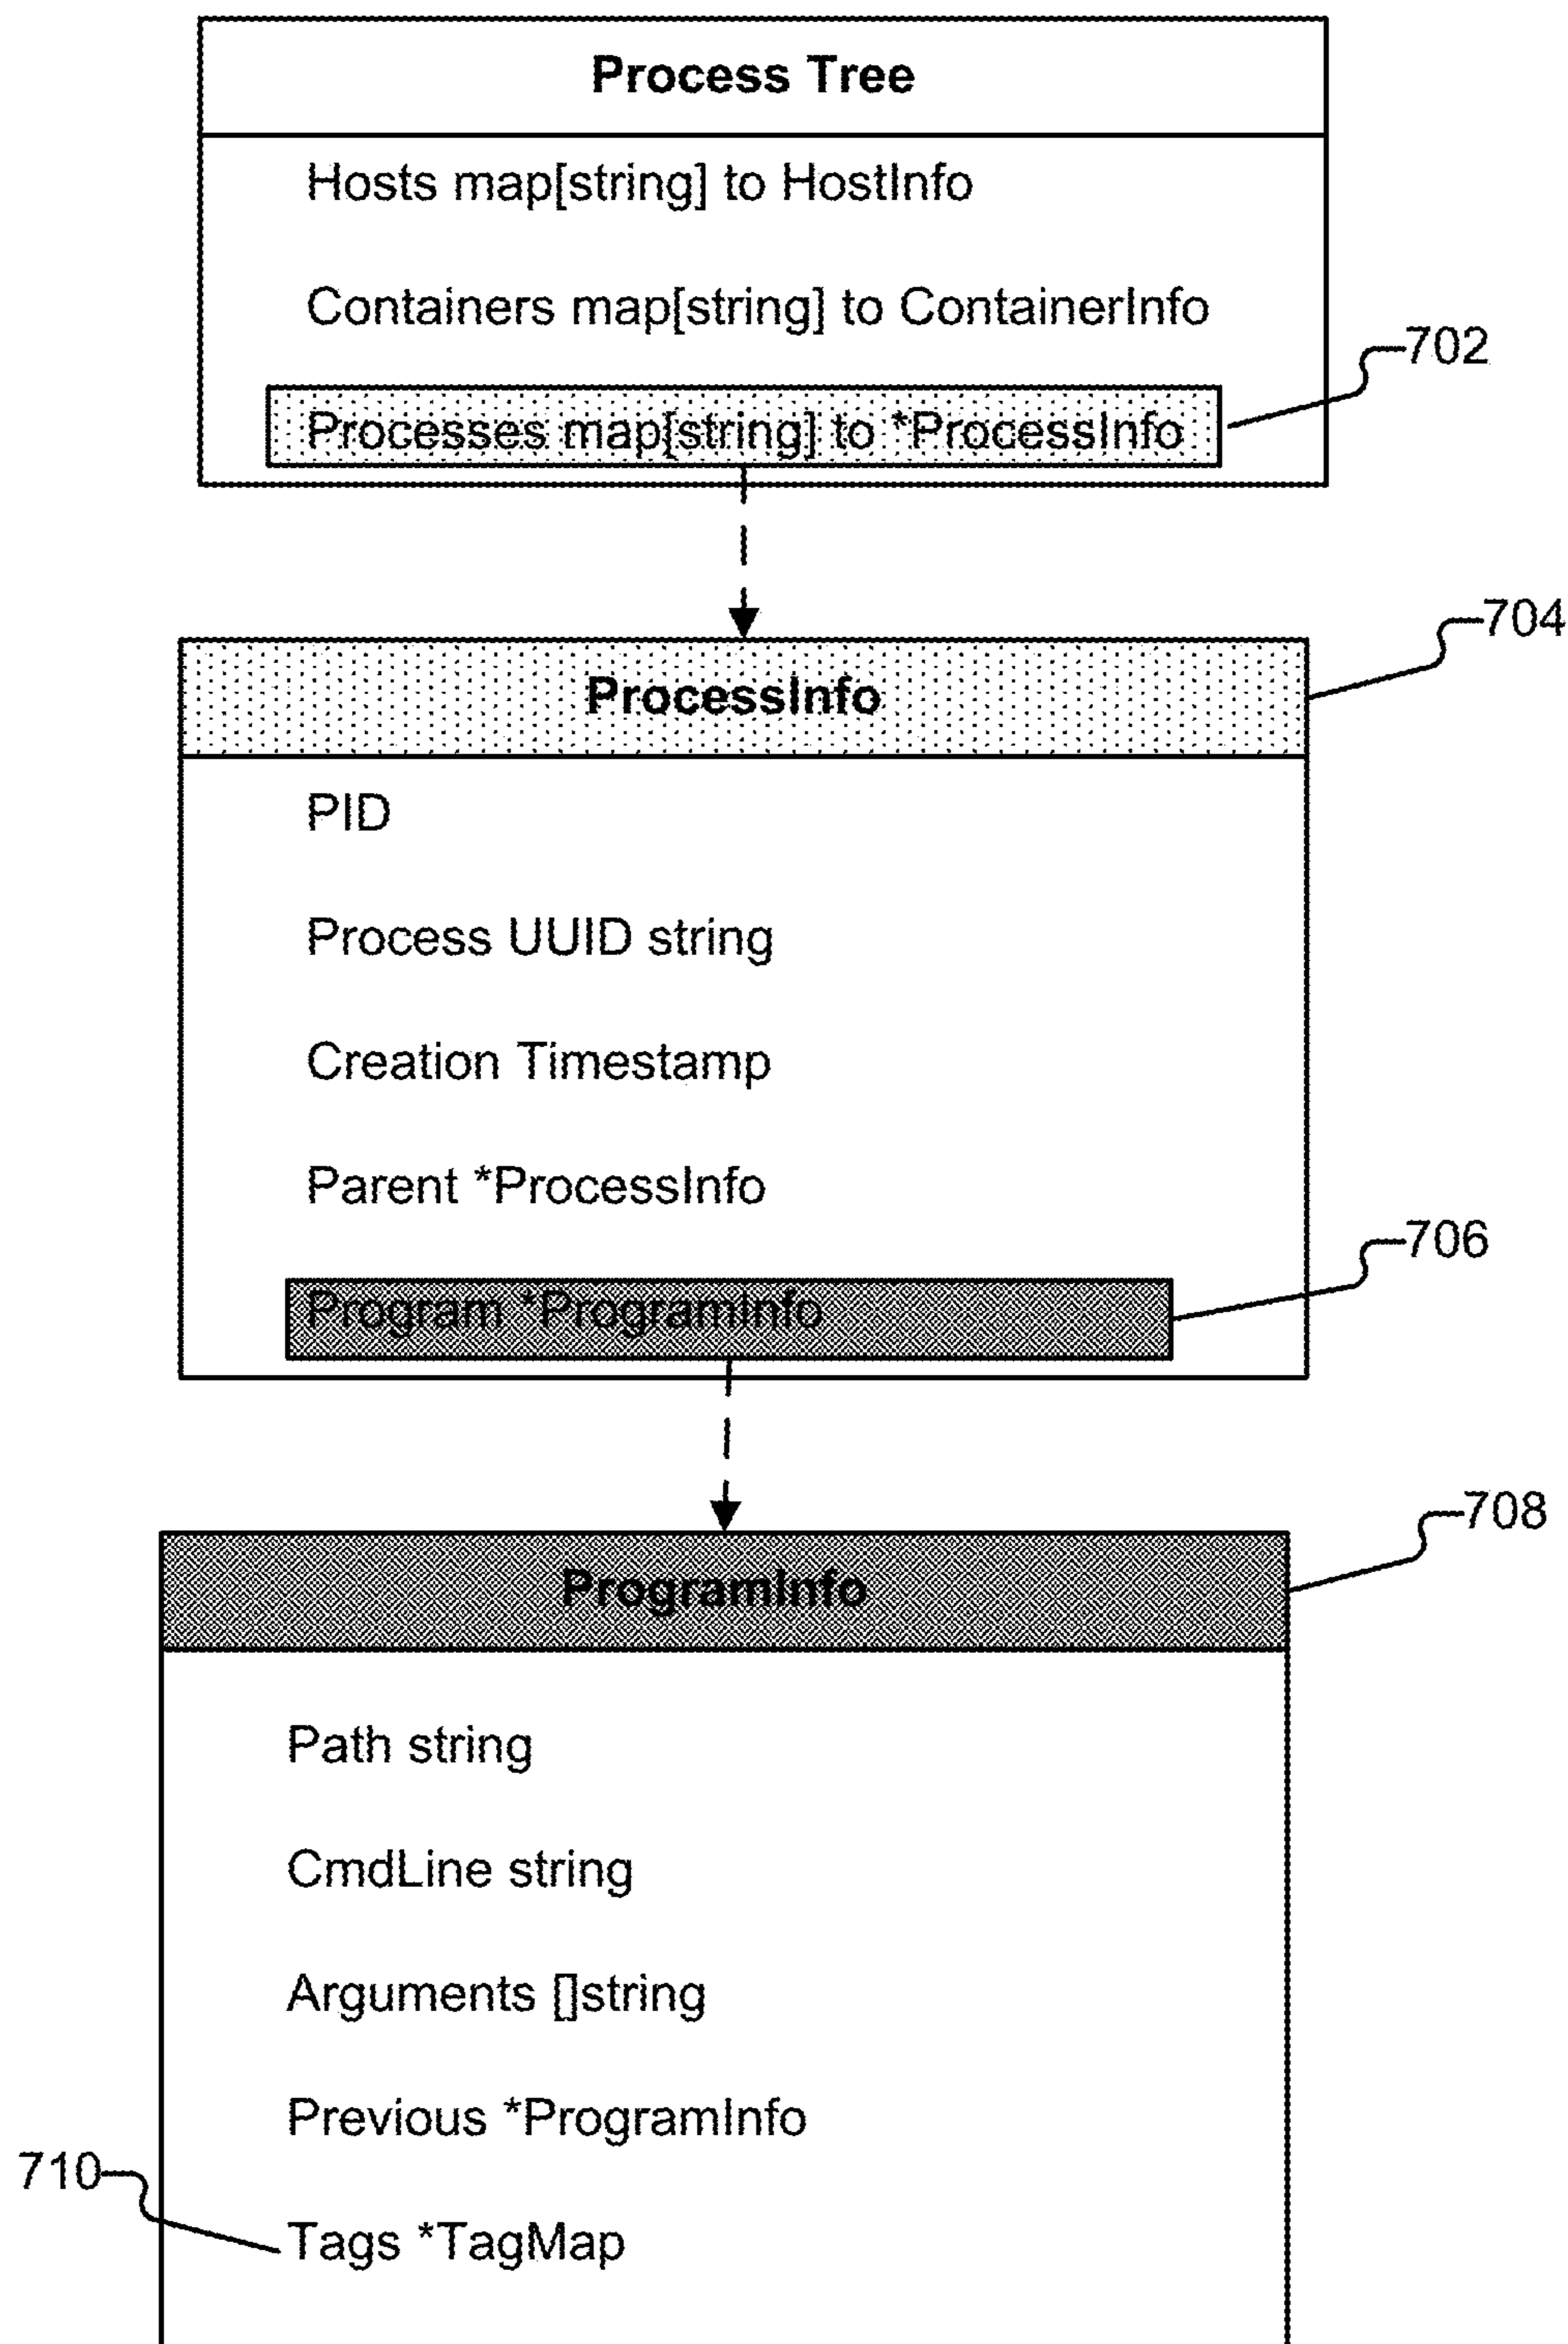 Process Tree
Hosts map[string] to HostInfo
Containers map[string] to ContainerInfo
702
Processes map[string] to *ProcessInfo
704
ProcessInfo
PID
Process UUID string
Creation Timestamp
Parent *ProcessInfo
706
Program *ProgramInfo
708
ProgramInfo
Path string
CmdLine string
Arguments []string
Previous *ProgramInfo
710
Tags *TagMap